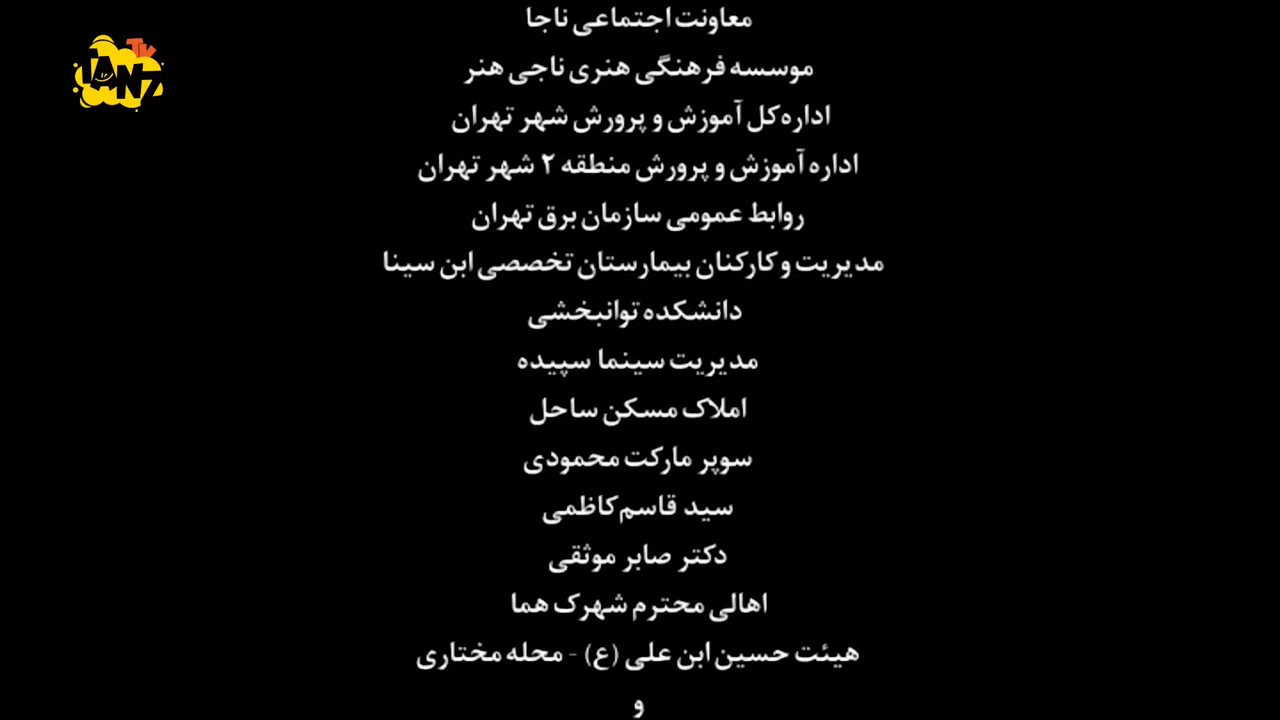 TV
LANZ
معاونت اجتماعی ناجا
موسسه فرهنگی هنری ناجی هنر
اداره‌کل آموزش و پرورش شهر تهران
اداره آموزش و پرورش منطقه ۲ شهر تهران
روابط عمومی سازمان برق تهران
مدیریت و کارکنان بیمارستان تخصصی ابن سینا
دانشکده توانبخشی
مدیریت سینما سپیده
املاک مسکن ساحل
سوپر مارکت محمودی
سید قاسم کاظمی
دکتر صابر موثقی
اهالی محترم شهرک هما
هیئت حسین ابن علی (ع) - محله مختاری
و